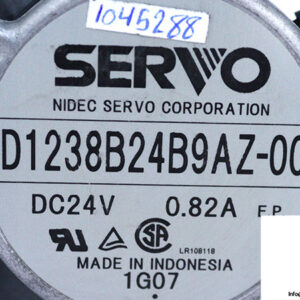 1045288
SERVO
NIDEC SERVO CORPORATION
D1238B24B9AZ-00
DC24V 0.82A F.P.
LR108118
MADE IN INDONESIA
1G07